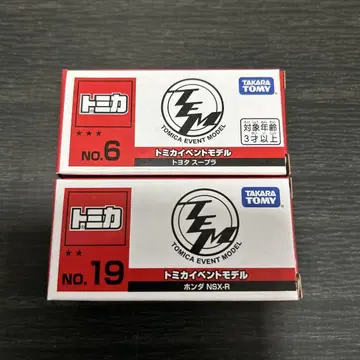 トミカ
★★★
NO.6
TEM
TOMICA EVENT MODEL
トミカイベントモデル
トヨタ スープラ
TAKARA TOMY
対象年齢
3才以上
トミカ
★★
NO. 19
TEM
TOMICA EVENT MODEL
トミカイベントモデル
ホンダ NSX-R
TAKARA TOMY